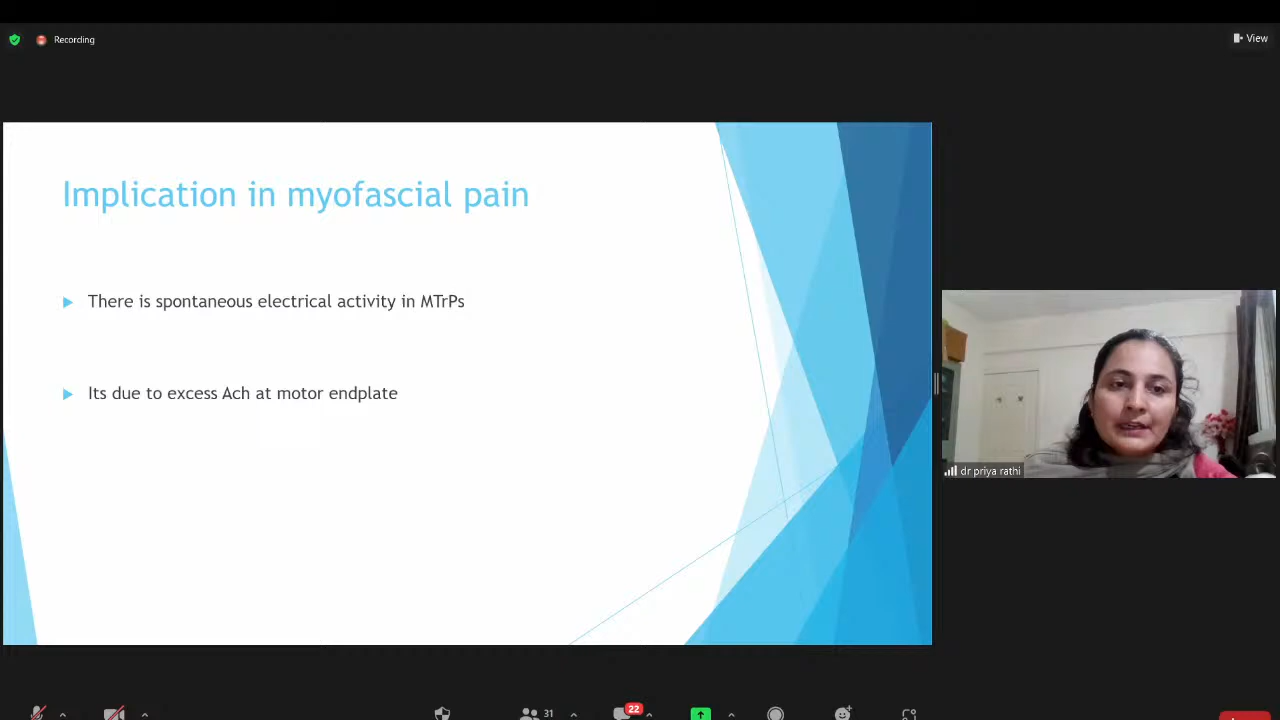 Recording
View
Implication in myofascial pain
There is spontaneous electrical activity in MTrPs
Its due to excess Ach at motor endplate
dr priya rathi
31
22